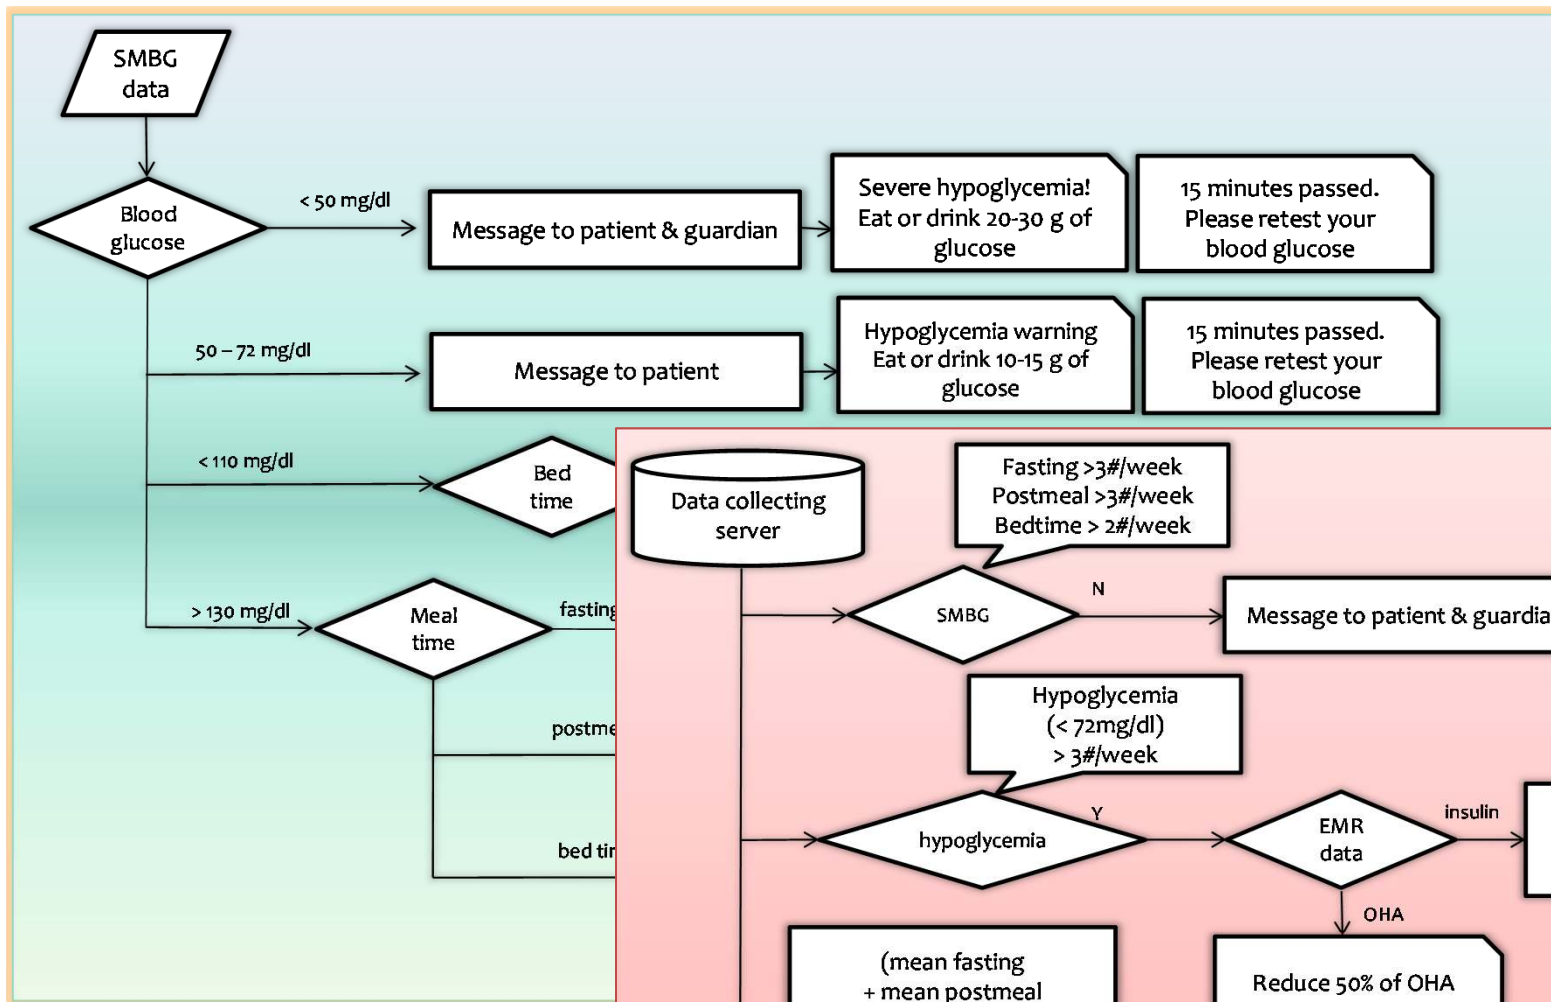 SMBG
data
Blood
glucose
< 50 mg/dl
Message to patient & guardian
Severe hypoglycemia!
Eat or drink 20-30 g of
glucose
15 minutes passed.
Please retest your
blood glucose
50 – 72 mg/dl
Message to patient
Hypoglycemia warning
Eat or drink 10-15 g of
glucose
15 minutes passed.
Please retest your
blood glucose
< 110 mg/dl
Bed
time
> 130 mg/dl
Meal
time
fasting
postme
bed tim
Data collecting
server
Fasting >3#/week
Postmeal >3#/week
Bedtime > 2#/week
SMBG
N
Message to patient & guardia
Hypoglycemia
(< 72mg/dl)
> 3#/week
hypoglycemia
Y
EMR
data
insulin
OHA
(mean fasting
+ mean postmeal
Reduce 50% of OHA